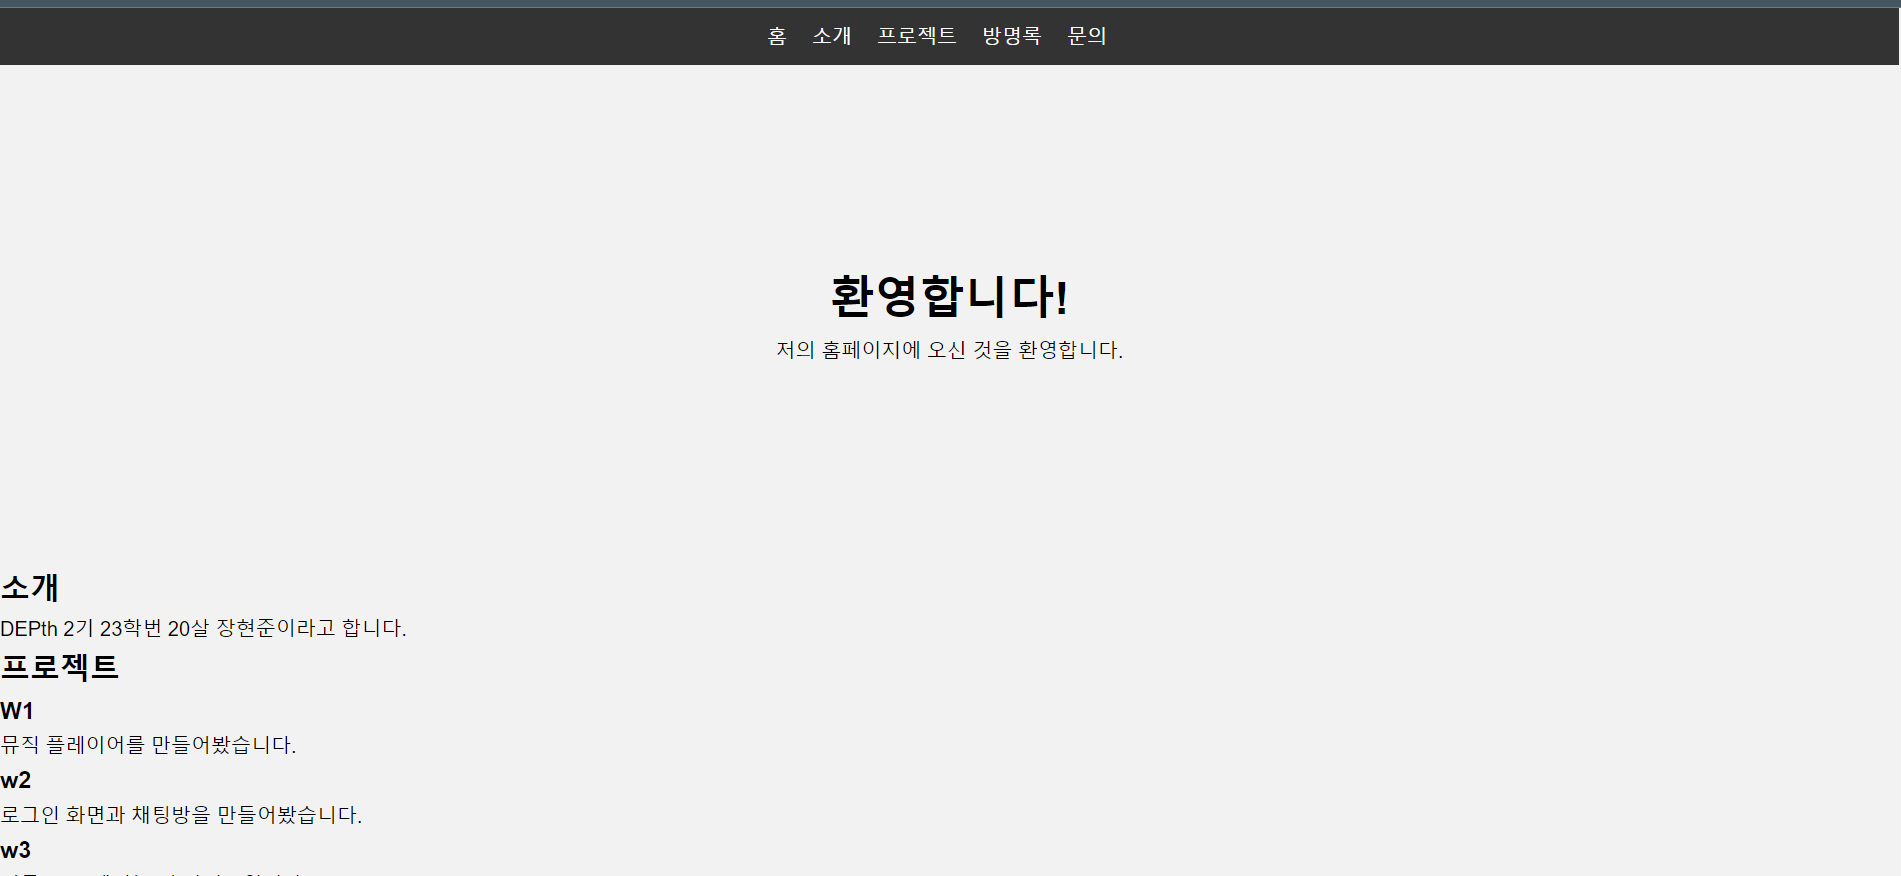 홈 소개 프로젝트 방명록 문의
환영합니다!
저의 홈페이지에 오신 것을 환영합니다.
소개
DEPth 2기 23학번 20살 장현준이라고 합니다.
프로젝트
W1
뮤직 플레이어를 만들어봤습니다.
w2
로그인 화면과 채팅방을 만들어봤습니다.
w3